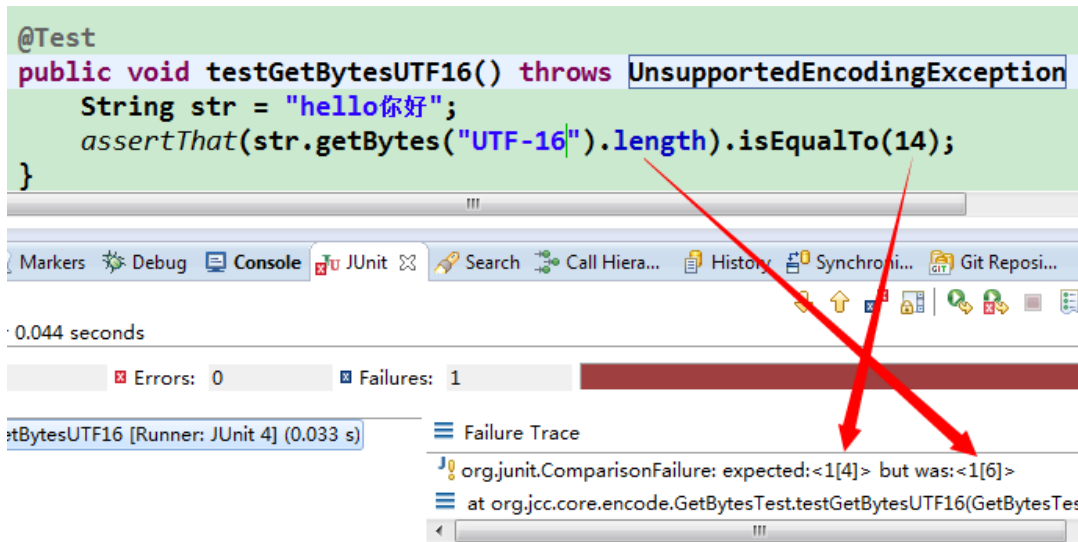 @Test
public void testGetBytesUTF16() throws UnsupportedEncodingException
String str = "hello你好";
assertThat(str.getBytes("UTF-16").length).isEqualTo(14);
}
Markers Debug Console JUnit Search Call Hiera... History Synchroni... Git Reposi...
0.044 seconds
Errors: 0 Failures: 1
etBytesUTF16 [Runner: JUnit 4] (0.033 s)
Failure Trace
org.junit.ComparisonFailure: expected:<1[4]> but was:<1[6]>
at org.jcc.core.encode.GetBytesTest.testGetBytesUTF16(GetBytesTes